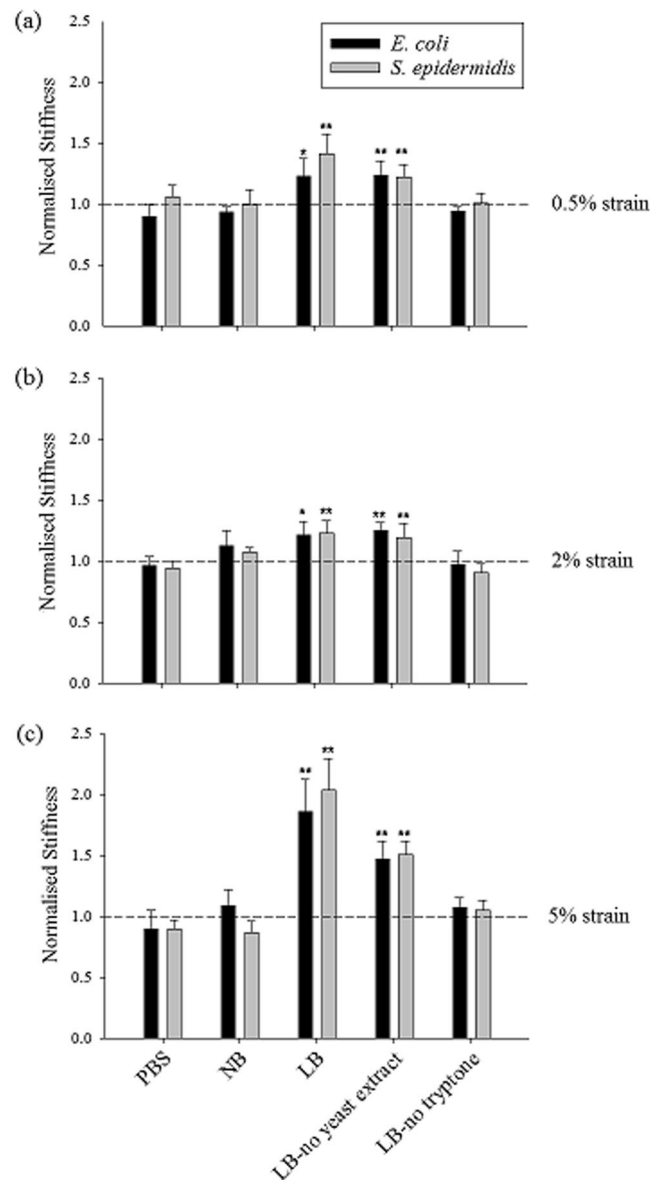 (a)
2.5
2.0
1.5
1.0
0.5
0.0
Normalised Stiffness
E. coli
S. epidermidis
* ** ** **
0.5% strain
(b)
2.5
2.0
1.5
1.0
0.5
0.0
Normalised Stiffness
* ** ** **
2% strain
(c)
2.5
2.0
1.5
1.0
0.5
0.0
Normalised Stiffness
** ** ** **
5% strain
PBS
NB
LB
LB-no yeast extract
LB-no tryptone